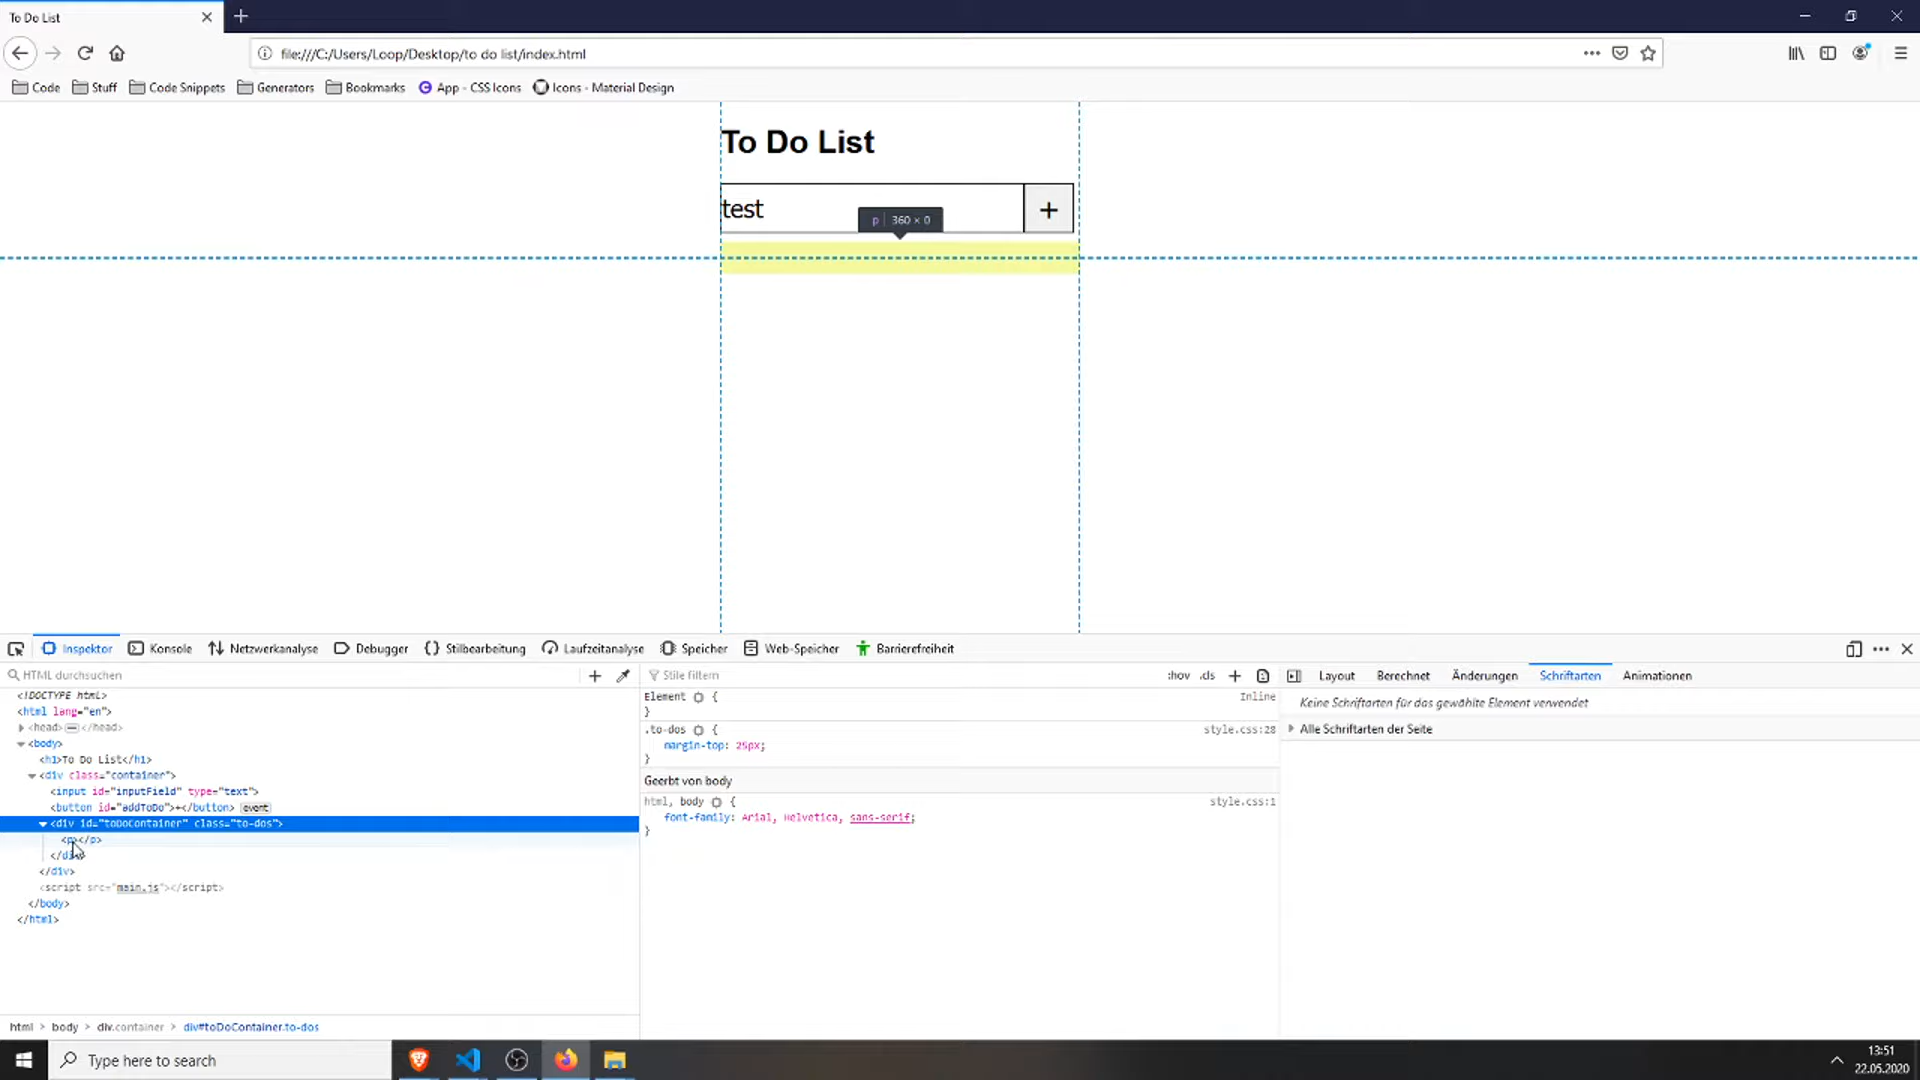 To Do List
file:///C:/Users/Loop/Desktop/to do list/index.html
Code Stuff Code Snippets Generators Bookmarks App - CSS Icons Icons - Material Design
To Do List
test +
p 360 × 0
Inspektor Konsole Netzwerkanalyse Debugger Stilbearbeitung Laufzeitanalyse Speicher Web-Speicher Barrierefreiheit
HTML durchsuchen
<!DOCTYPE html>
<html lang="en">
<head> </head>
<body>
<h1>To Do List</h1>
<div class="container">
<input id="inputField" type="text">
<button id="addToDo">+</button> event
<div id="toDoContainer" class="to-dos">
<p></p>
</div>
</div>
<script src="main.js"></script>
</body>
</html>
html > body > div.container > div#toDoContainer.to-dos
Stile filtern :hov .cls
Element { Inline
}
.to-dos { style.css:28
margin-top: 25px;
}
Geerbt von body
html, body { style.css:1
font-family: Arial, Helvetica, sans-serif;
}
Layout Berechnet Änderungen Schriftarten Animationen
Keine Schriftarten für das gewählte Element verwendet
Alle Schriftarten der Seite
Type here to search
13:51
22.05.2020